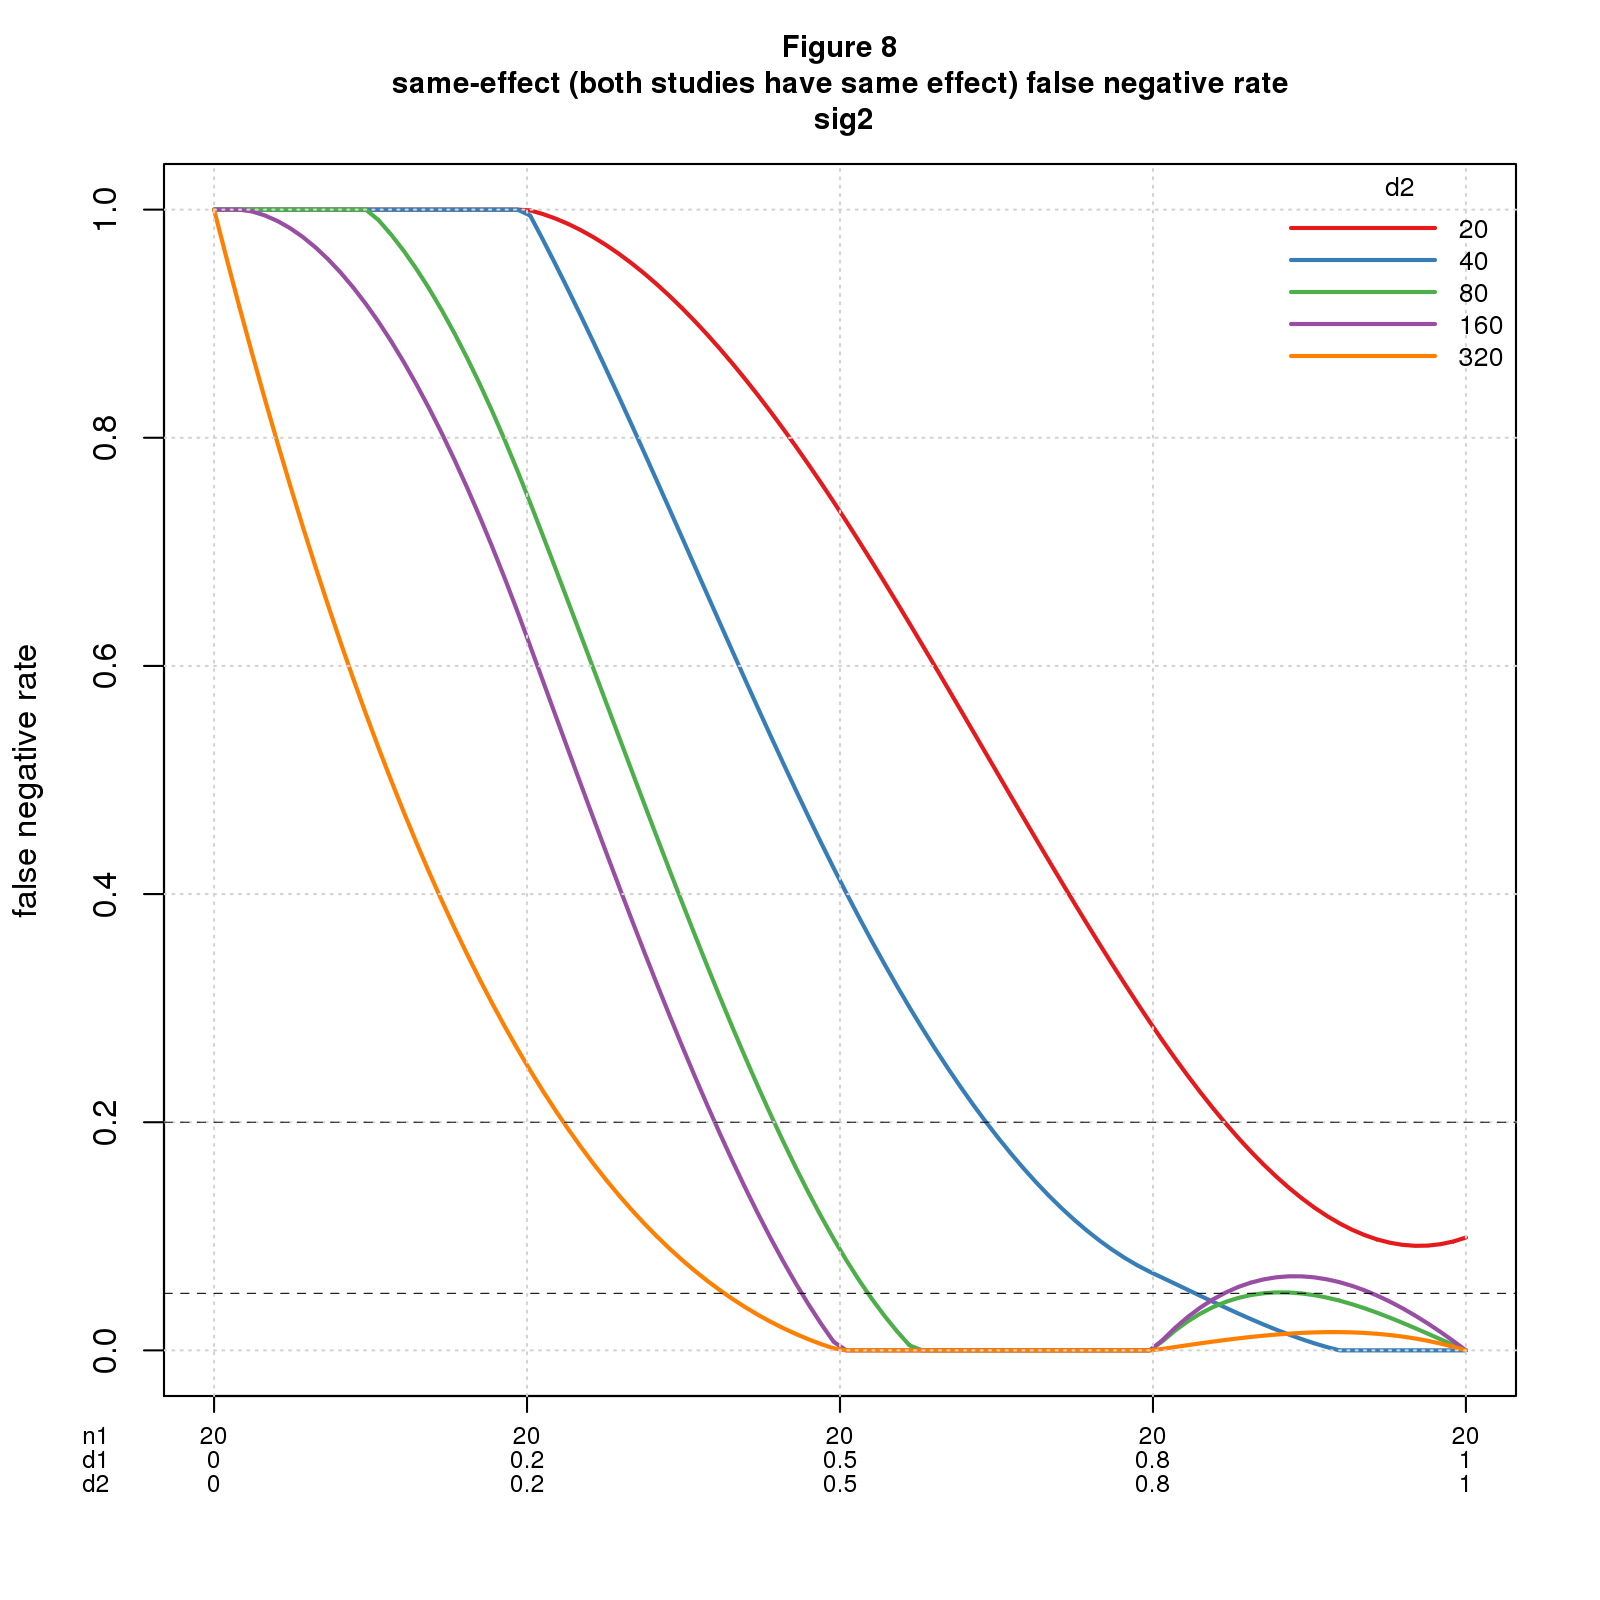 Figure 8
same-effect (both studies have same effect) false negative rate
sig2
d2
20
40
80
160
320
false negative rate
1.0
0.8
0.6
0.4
0.2
0.0
n1 20 20 20 20 20
d1 0 0.2 0.5 0.8 1
d2 0 0.2 0.5 0.8 1